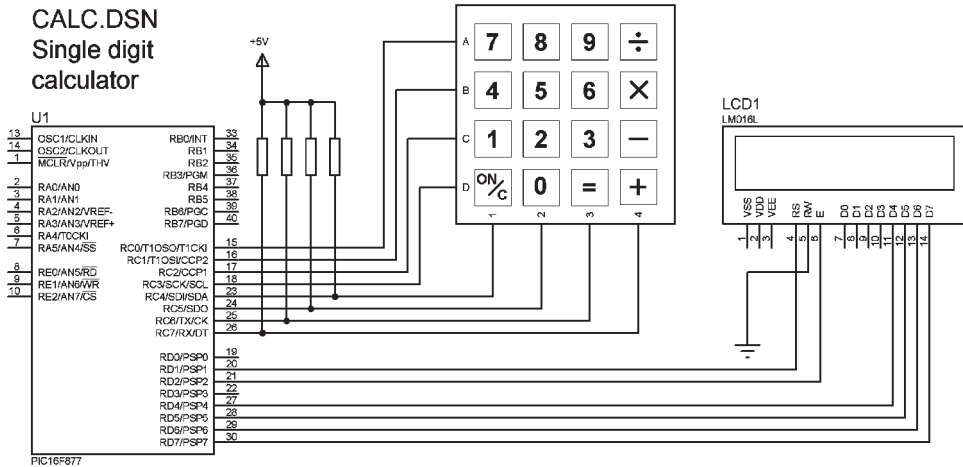 CALC.DSN
Single digit
calculator
+5V
U1
13 OSC1/CLKIN RB0/INT 33
14 OSC2/CLKOUT RB1 34
1 MCLR/Vpp/THV RB2 35
RB3/PGM 36
2 RA0/AN0 RB4 37
3 RA1/AN1 RB5 38
4 RA2/AN2/VREF- RB6/PGC 39
5 RA3/AN3/VREF+ RB7/PGD 40
6 RA4/T0CKI
7 RA5/AN4/SS RC0/T1OSO/T1CKI 15
RC1/T1OSI/CCP2 16
8 RE0/AN5/RD RC2/CCP1 17
9 RE1/AN6/WR RC3/SCK/SCL 18
10 RE2/AN7/CS RC4/SDI/SDA 23
RC5/SDO 24
RC6/TX/CK 25
RC7/RX/DT 26
RD0/PSP0 19
RD1/PSP1 20
RD2/PSP2 21
RD3/PSP3 22
RD4/PSP4 27
RD5/PSP5 28
RD6/PSP6 29
RD7/PSP7 30
PIC16F877
A 7 8 9 ÷
B 4 5 6 ×
C 1 2 3 −
D ON/C 0 = +
1 2 3 4
LCD1
LM016L
VSS VDD VEE RS RW E D0 D1 D2 D3 D4 D5 D6 D7
1 2 3 4 5 6 7 8 9 10 11 12 13 14